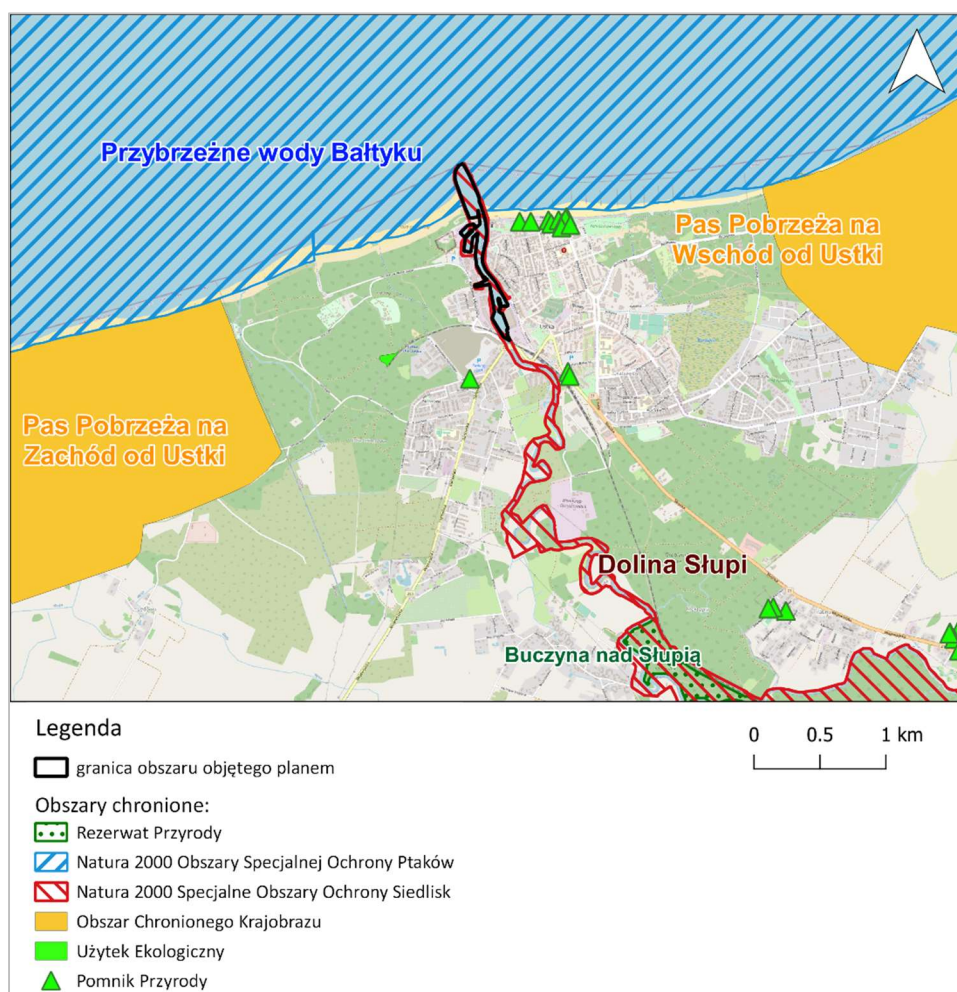 Przybrzeżne wody Bałtyku
Pas Pobrzeża na
Wschód od Ustki
Pas Pobrzeża na
Zachód od Ustki
Dolina Słupi
Buczyna nad Słupią
Legenda
0 0.5 1 km
granica obszaru objętego planem
Obszary chronione:
Rezerwat Przyrody
Natura 2000 Obszary Specjalnej Ochrony Ptaków
Natura 2000 Specjalne Obszary Ochrony Siedlisk
Obszar Chronionego Krajobrazu
Użytek Ekologiczny
Pomnik Przyrody